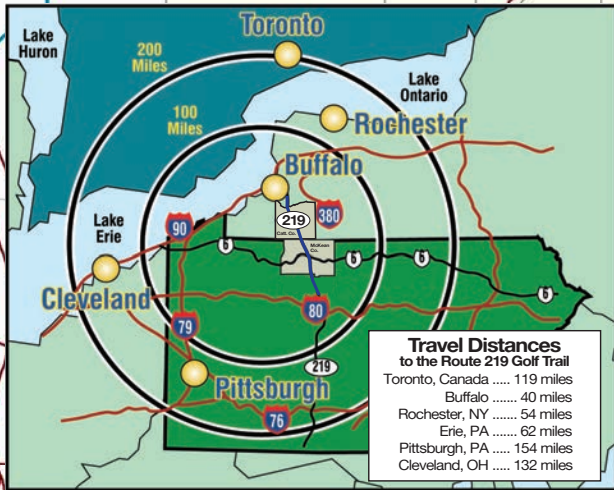 Toronto
Lake
Huron
200
Miles
Lake
Ontario
100
Miles
Rochester
Buffalo
219
380
Catt. Co.
90
Lake
Erie
McKean
Co.
6
6
6
6
Cleveland
80
79
219
Pittsburgh
76
Travel Distances
to the Route 219 Golf Trail
Toronto, Canada ..... 119 miles
Buffalo ..... 40 miles
Rochester, NY ..... 54 miles
Erie, PA ....... 62 miles
Pittsburgh, PA ..... 154 miles
Cleveland, OH ..... 132 miles